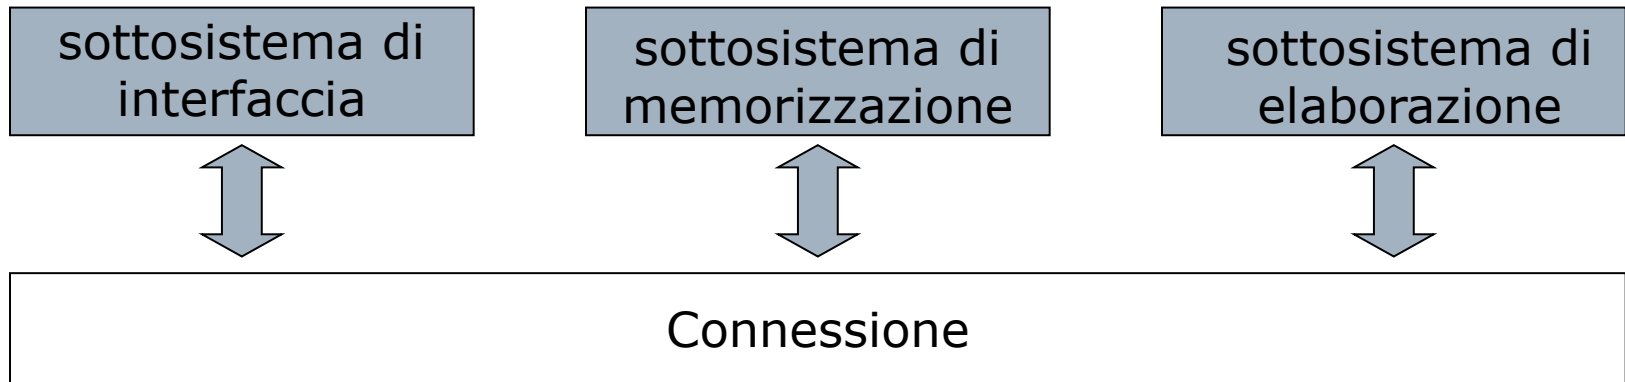 sottosistema di
interfaccia
sottosistema di
memorizzazione
sottosistema di
elaborazione
Connessione